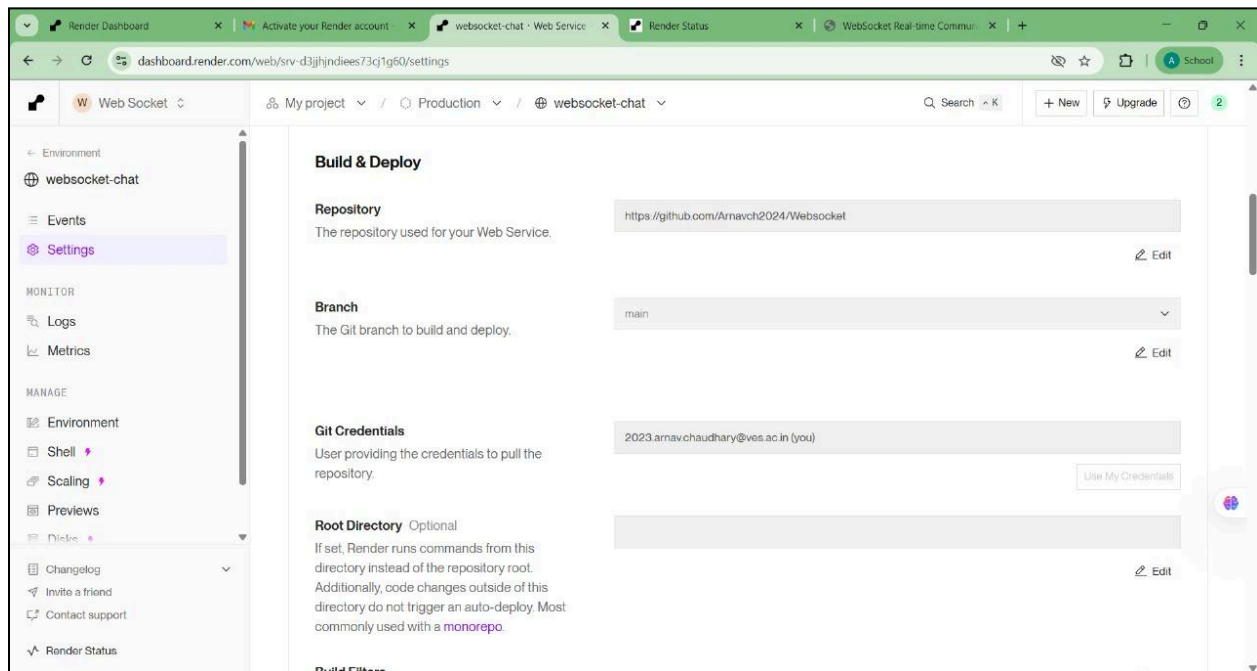 Render Dashboard
Activate your Render account -
websocket-chat · Web Service
Render Status
WebSocket Real-time Commun
dashboard.render.com/web/srv-d3jjhjndiees73cj1g60/settings
A School
W Web Socket
My project / Production / websocket-chat
Search ^ K
+ New
Upgrade
2
← Environment
websocket-chat
Events
Settings
MONITOR
Logs
Metrics
MANAGE
Environment
Shell
Scaling
Previews
Disks
Changelog
Invite a friend
Contact support
Render Status
Build & Deploy
Repository
The repository used for your Web Service.
https://github.com/Arnavch2024/Websocket
Edit
Branch
The Git branch to build and deploy.
main
Edit
Git Credentials
User providing the credentials to pull the
repository.
2023.arnav.chaudhary@ves.ac.in (you)
Use My Credentials
Root Directory Optional
If set, Render runs commands from this
directory instead of the repository root.
Additionally, code changes outside of this
directory do not trigger an auto-deploy. Most
commonly used with a monorepo.
Edit
Build Filters